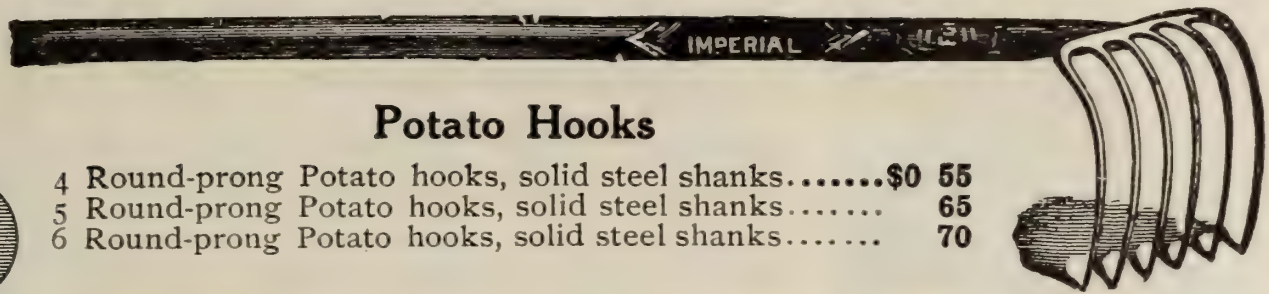 IMPERIAL
Potato Hooks
4 Round-prong Potato hooks, solid steel shanks.......$0 55
5 Round-prong Potato hooks, solid steel shanks....... 65
6 Round-prong Potato hooks, solid steel shanks....... 70